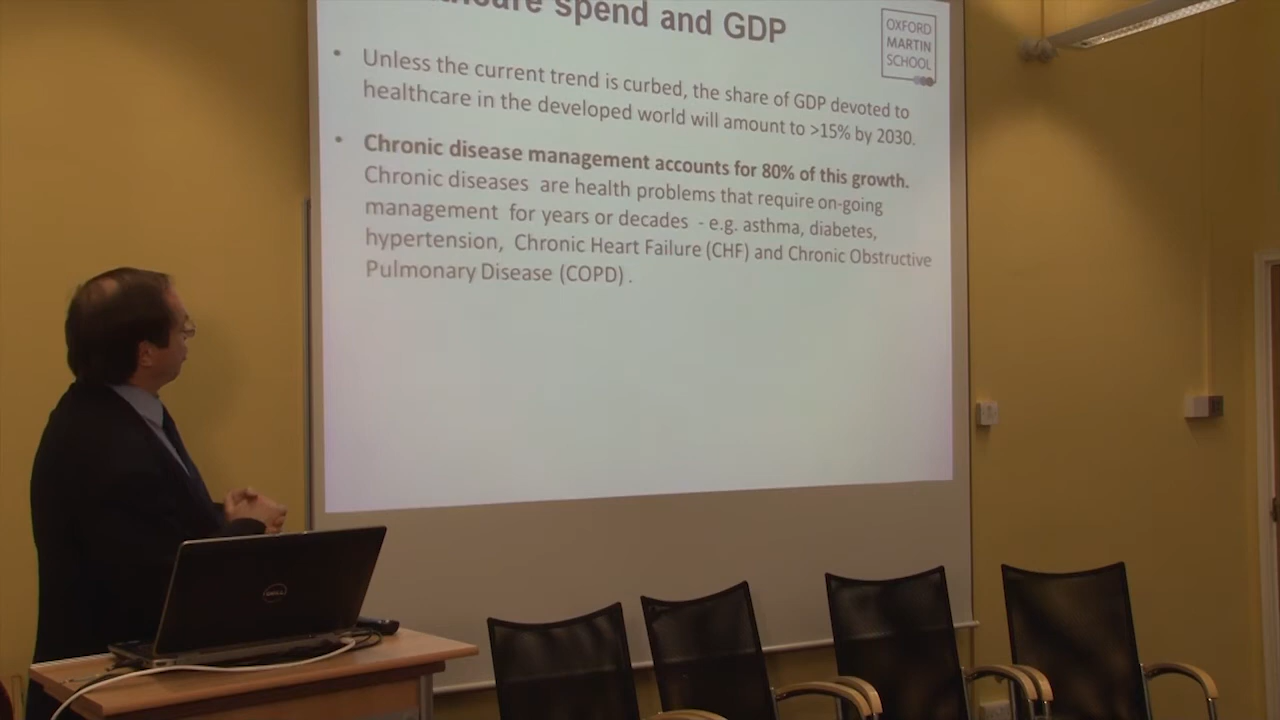 spend and GDP
OXFORD
MARTIN
SCHOOL
• Unless the current trend is curbed, the share of GDP devoted to
healthcare in the developed world will amount to >15% by 2030.
• Chronic disease management accounts for 80% of this growth.
Chronic diseases are health problems that require on-going
management for years or decades - e.g. asthma, diabetes,
hypertension, Chronic Heart Failure (CHF) and Chronic Obstructive
Pulmonary Disease (COPD) .
DELL